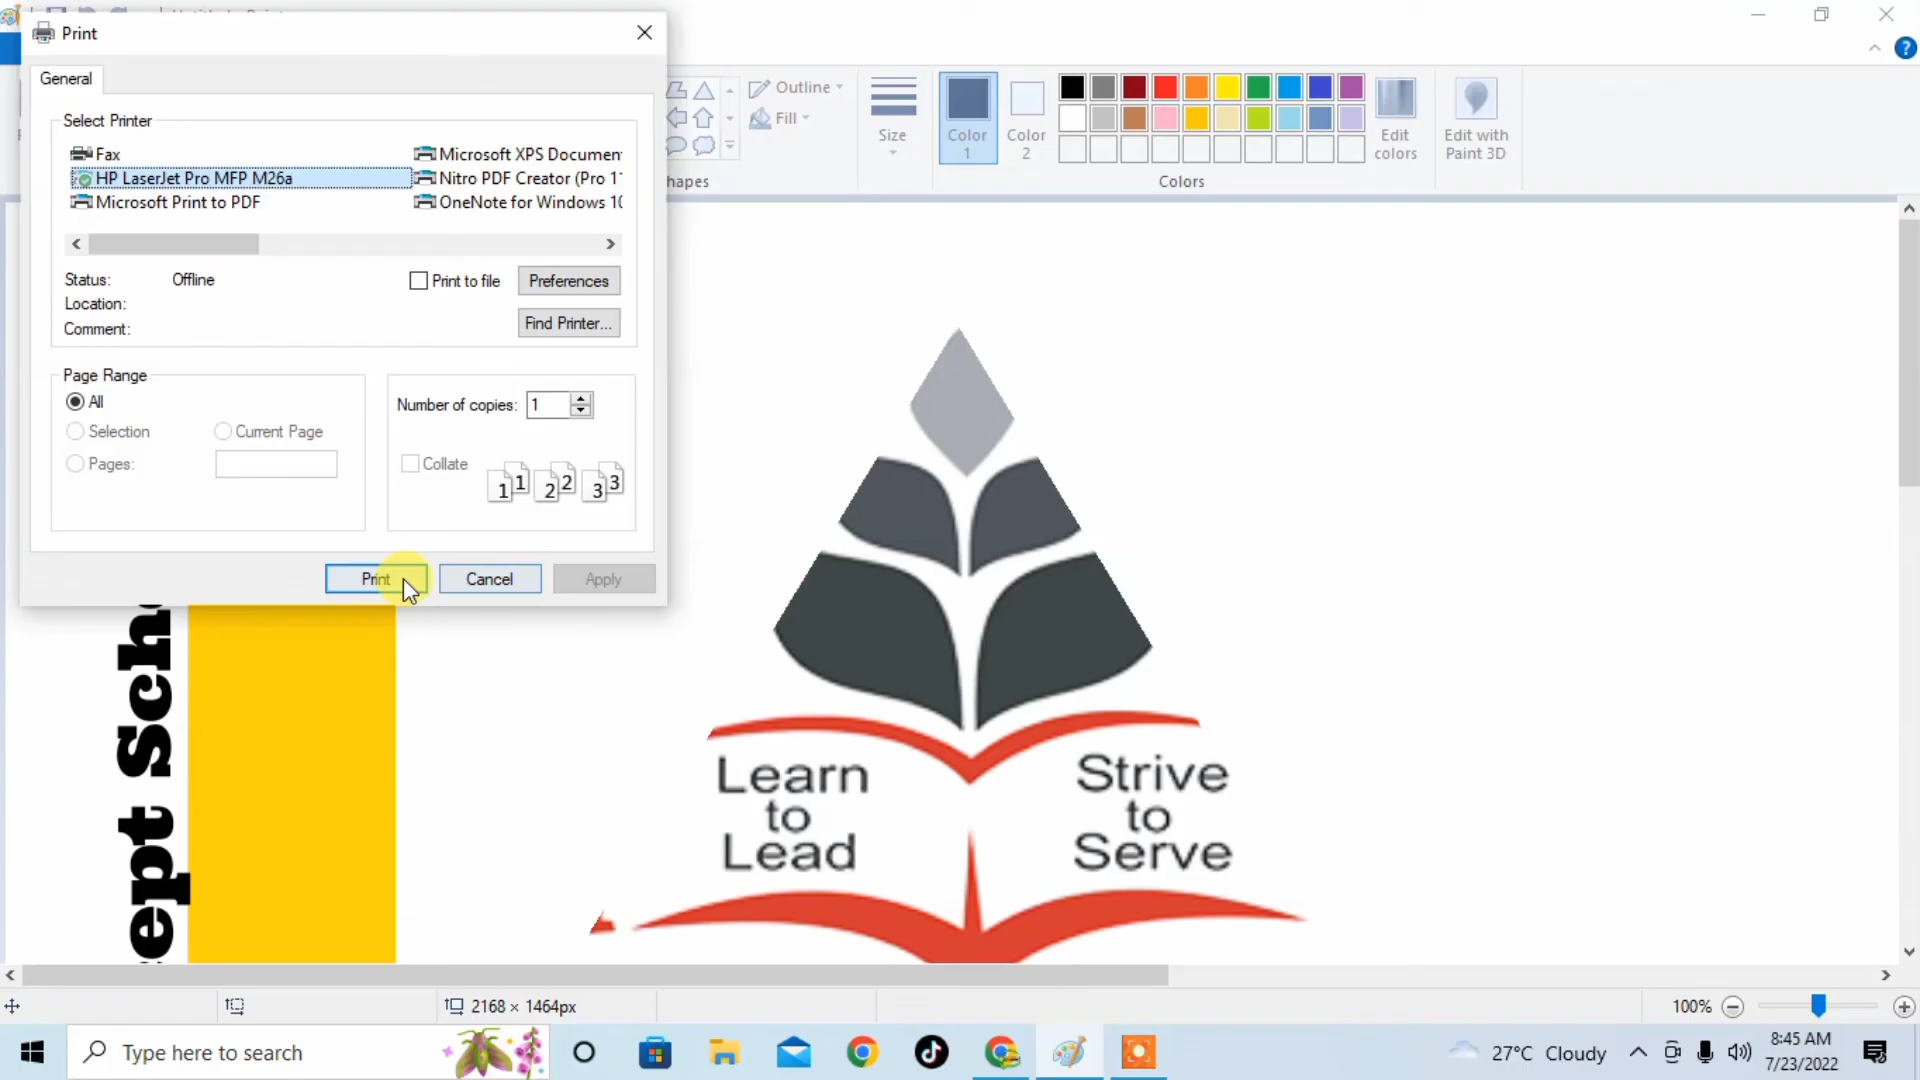 Print
General
Select Printer
Fax
HP LaserJet Pro MFP M26a
Microsoft Print to PDF
Microsoft XPS Documen
Nitro PDF Creator (Pro 1
OneNote for Windows 10
Status: Offline
Location:
Comment:
Print to file
Preferences
Find Printer...
Page Range
All
Selection
Current Page
Pages:
Number of copies: 1
Collate
1 1 2 2 3 3
Print
Cancel
Apply
Outline
Fill
hapes
Size
Color 1
Color 2
Edit colors
Edit with Paint 3D
Colors
ept Scho
Learn
to
Lead
Strive
to
Serve
2168 × 1464px
100%
Type here to search
27°C Cloudy
8:45 AM
7/23/2022